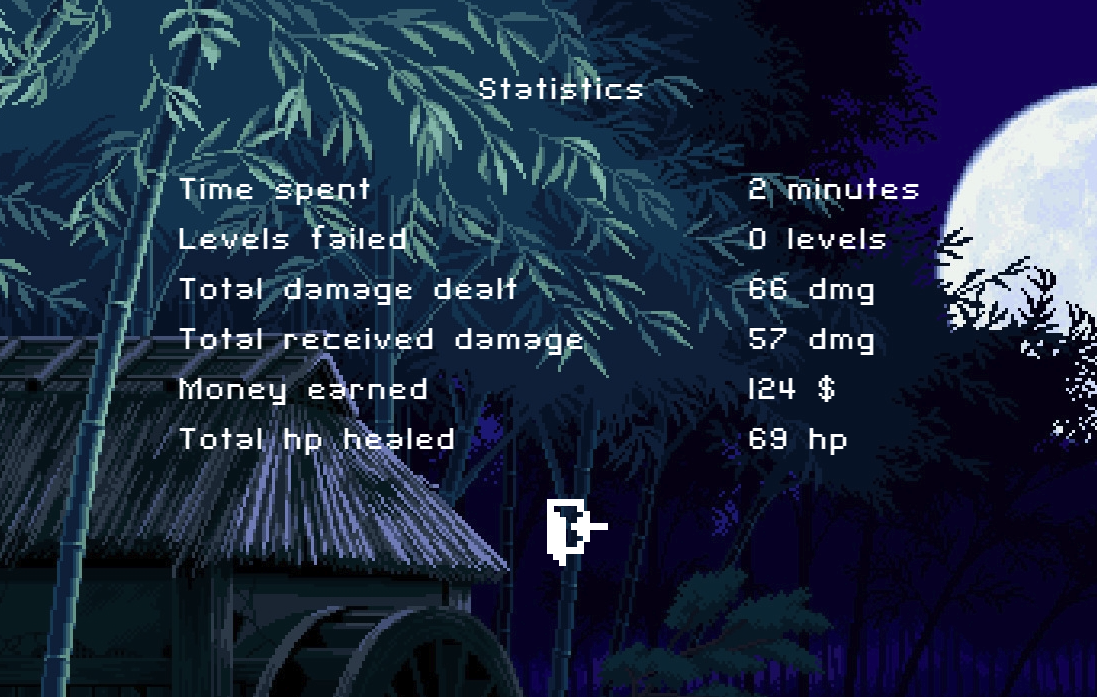 Statistics
Time spent 2 minutes
Levels failed 0 levels
Total damage dealt 66 dmg
Total received damage 57 dmg
Money earned 124 $
Total hp healed 69 hp